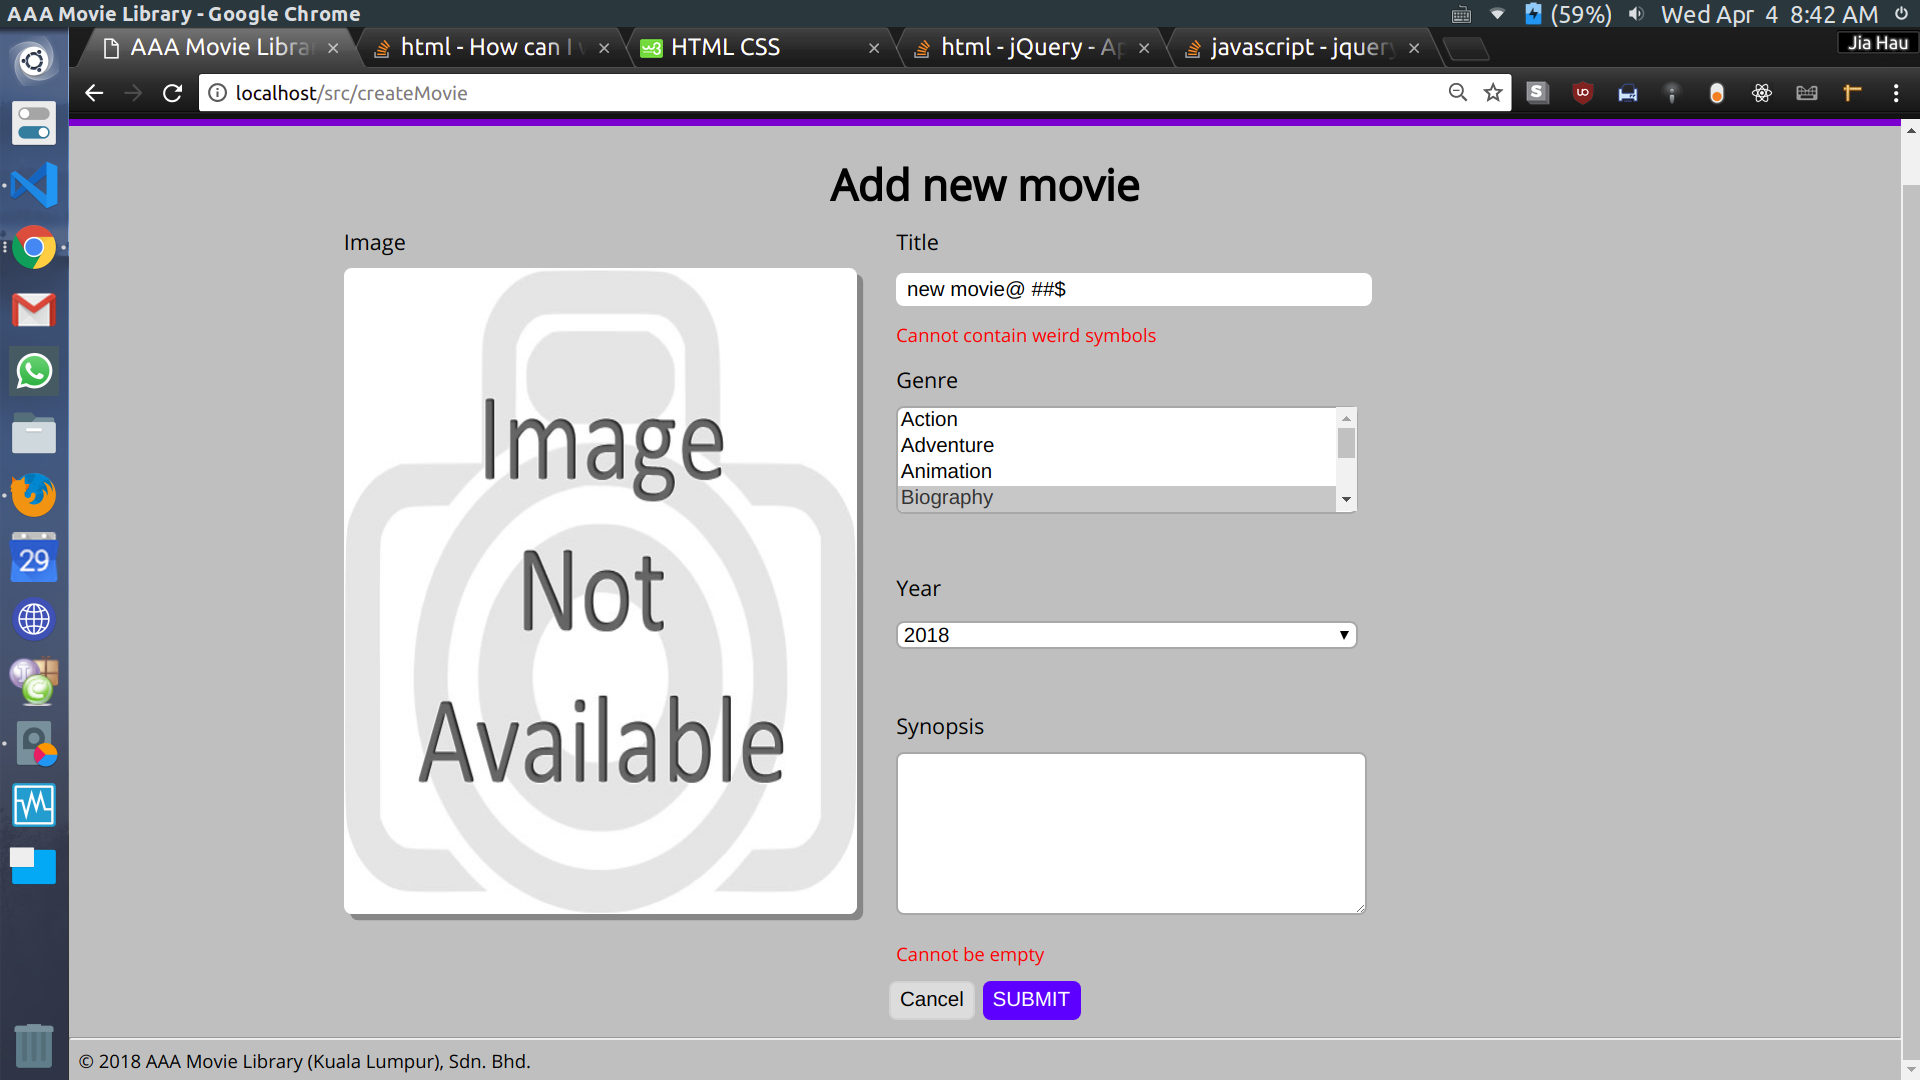 AAA Movie Library - Google Chrome
(59%) Wed Apr 4 8:42 AM
AAA Movie Libra
html - How can I
HTML CSS
html - jQuery - Ap
javascript - jquery
Jia Hau
localhost/src/createMovie
Add new movie
Image
Image
Not
Available
Title
new movie@ ##$
Cannot contain weird symbols
Genre
Action
Adventure
Animation
Biography
Year
2018
Synopsis
Cannot be empty
Cancel SUBMIT
29
© 2018 AAA Movie Library (Kuala Lumpur), Sdn. Bhd.